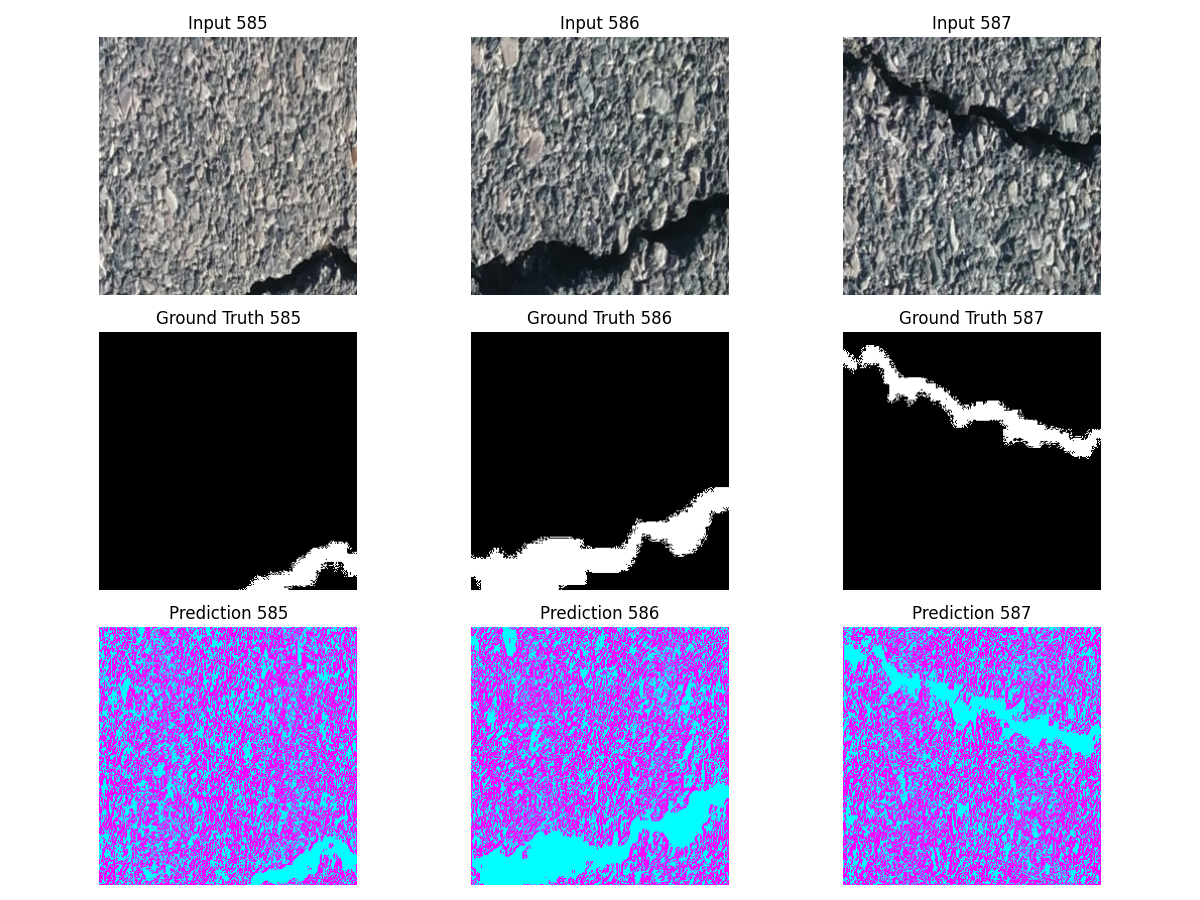 Input 585
Input 586
Input 587
Ground Truth 585
Ground Truth 586
Ground Truth 587
Prediction 585
Prediction 586
Prediction 587